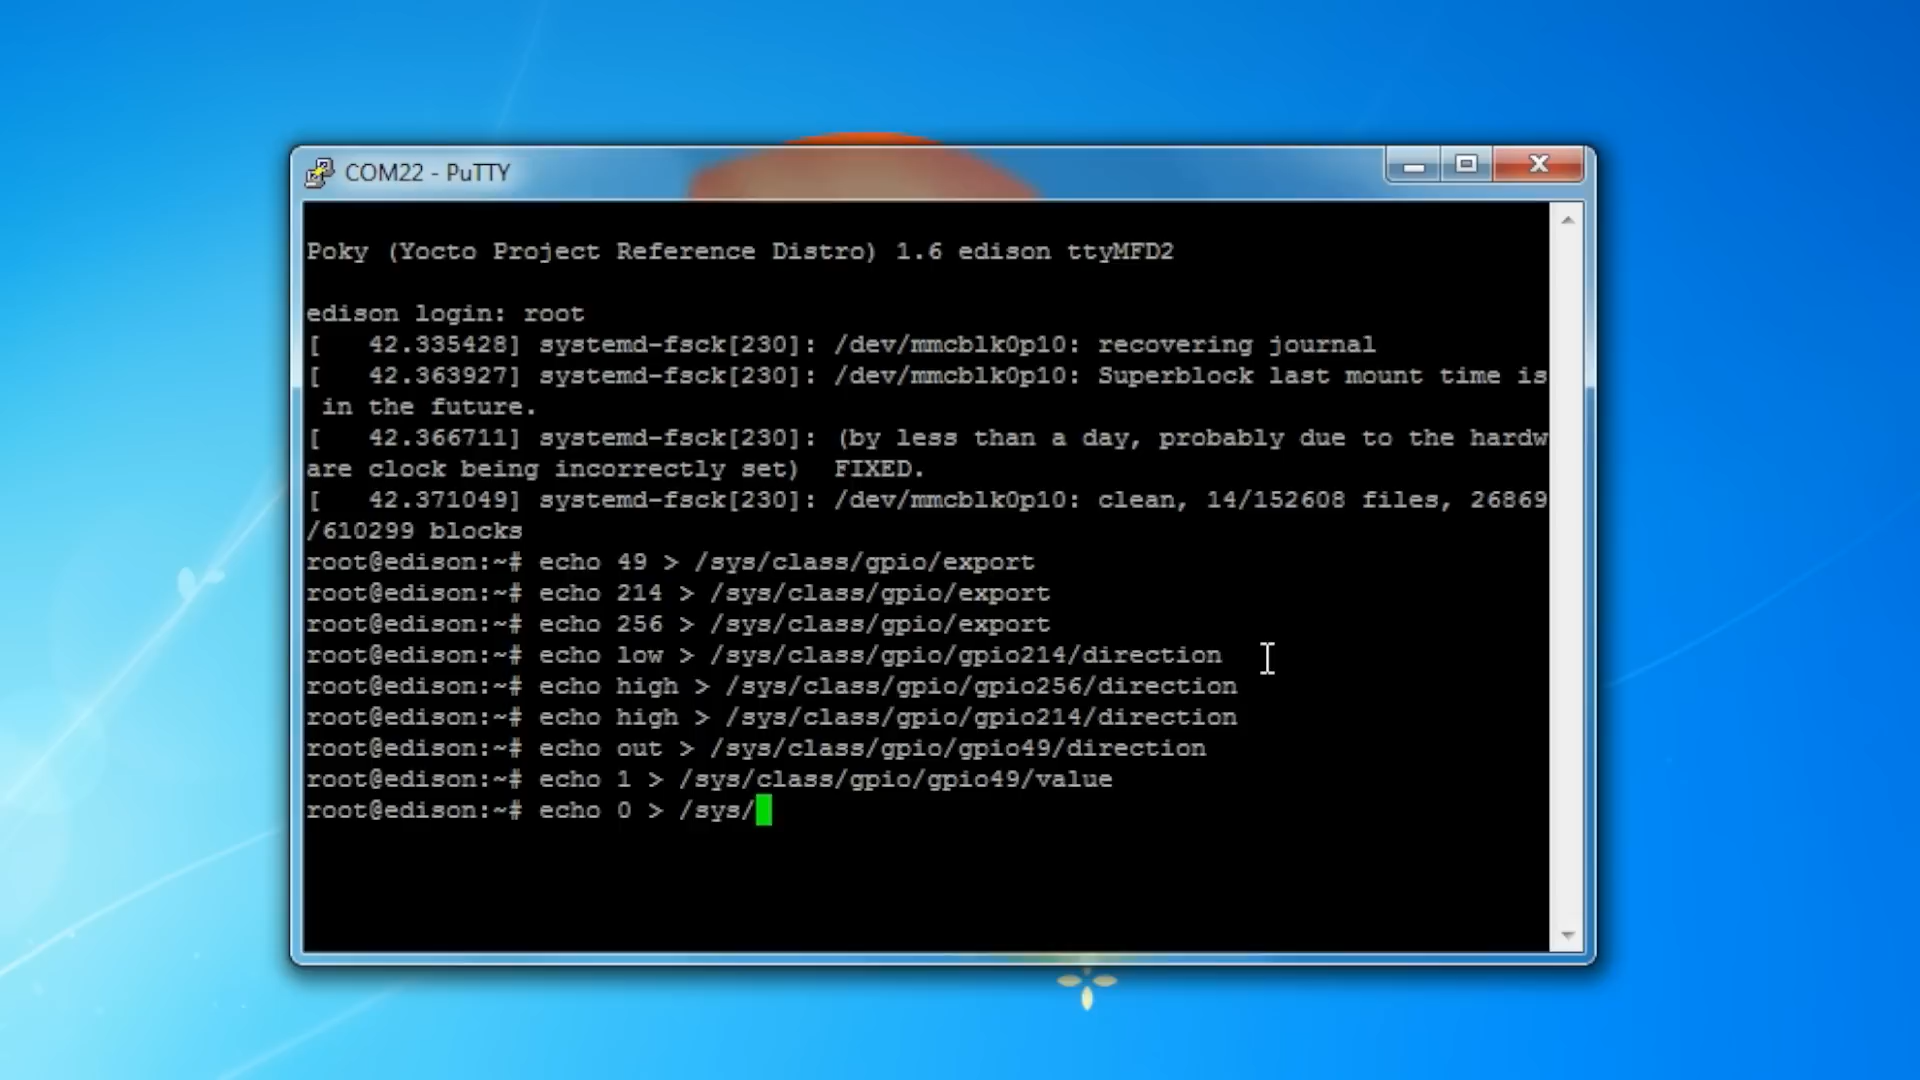 COM22 - PuTTY
Poky (Yocto Project Reference Distro) 1.6 edison ttyMFD2
edison login: root
[   42.335428] systemd-fsck[230]: /dev/mmcblk0p10: recovering journal
[   42.363927] systemd-fsck[230]: /dev/mmcblk0p10: Superblock last mount time is
 in the future.
[   42.366711] systemd-fsck[230]: (by less than a day, probably due to the hardw
are clock being incorrectly set)  FIXED.
[   42.371049] systemd-fsck[230]: /dev/mmcblk0p10: clean, 14/152608 files, 26869
/610299 blocks
root@edison:~# echo 49 > /sys/class/gpio/export
root@edison:~# echo 214 > /sys/class/gpio/export
root@edison:~# echo 256 > /sys/class/gpio/export
root@edison:~# echo low > /sys/class/gpio/gpio214/direction
root@edison:~# echo high > /sys/class/gpio/gpio256/direction
root@edison:~# echo high > /sys/class/gpio/gpio214/direction
root@edison:~# echo out > /sys/class/gpio/gpio49/direction
root@edison:~# echo 1 > /sys/class/gpio/gpio49/value
root@edison:~# echo 0 > /sys/